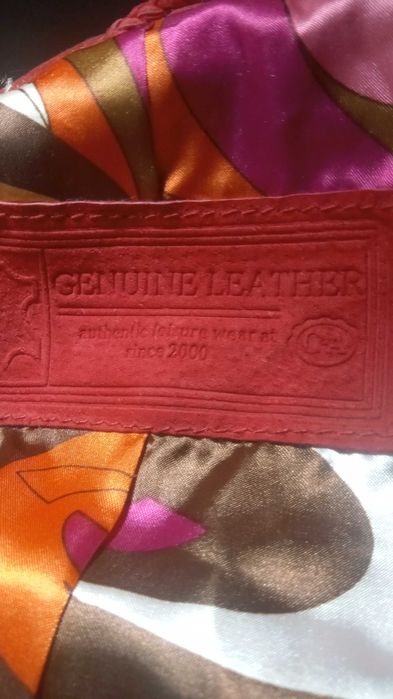 GENUINE LEATHER
authentic leisure wear at
since 2000